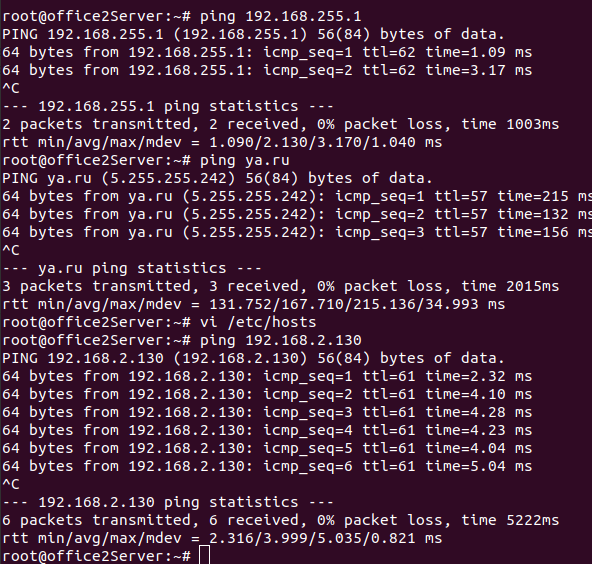 root@office2Server:~# ping 192.168.255.1
PING 192.168.255.1 (192.168.255.1) 56(84) bytes of data.
64 bytes from 192.168.255.1: icmp_seq=1 ttl=62 time=1.09 ms
64 bytes from 192.168.255.1: icmp_seq=2 ttl=62 time=3.17 ms
^C
--- 192.168.255.1 ping statistics ---
2 packets transmitted, 2 received, 0% packet loss, time 1003ms
rtt min/avg/max/mdev = 1.090/2.130/3.170/1.040 ms
root@office2Server:~# ping ya.ru
PING ya.ru (5.255.255.242) 56(84) bytes of data.
64 bytes from ya.ru (5.255.255.242): icmp_seq=1 ttl=57 time=215 ms
64 bytes from ya.ru (5.255.255.242): icmp_seq=2 ttl=57 time=132 ms
64 bytes from ya.ru (5.255.255.242): icmp_seq=3 ttl=57 time=156 ms
^C
--- ya.ru ping statistics ---
3 packets transmitted, 3 received, 0% packet loss, time 2015ms
rtt min/avg/max/mdev = 131.752/167.710/215.136/34.993 ms
root@office2Server:~# vi /etc/hosts
root@office2Server:~# ping 192.168.2.130
PING 192.168.2.130 (192.168.2.130) 56(84) bytes of data.
64 bytes from 192.168.2.130: icmp_seq=1 ttl=61 time=2.32 ms
64 bytes from 192.168.2.130: icmp_seq=2 ttl=61 time=4.10 ms
64 bytes from 192.168.2.130: icmp_seq=3 ttl=61 time=4.28 ms
64 bytes from 192.168.2.130: icmp_seq=4 ttl=61 time=4.23 ms
64 bytes from 192.168.2.130: icmp_seq=5 ttl=61 time=4.04 ms
64 bytes from 192.168.2.130: icmp_seq=6 ttl=61 time=5.04 ms
^C
--- 192.168.2.130 ping statistics ---
6 packets transmitted, 6 received, 0% packet loss, time 5222ms
rtt min/avg/max/mdev = 2.316/3.999/5.035/0.821 ms
root@office2Server:~#